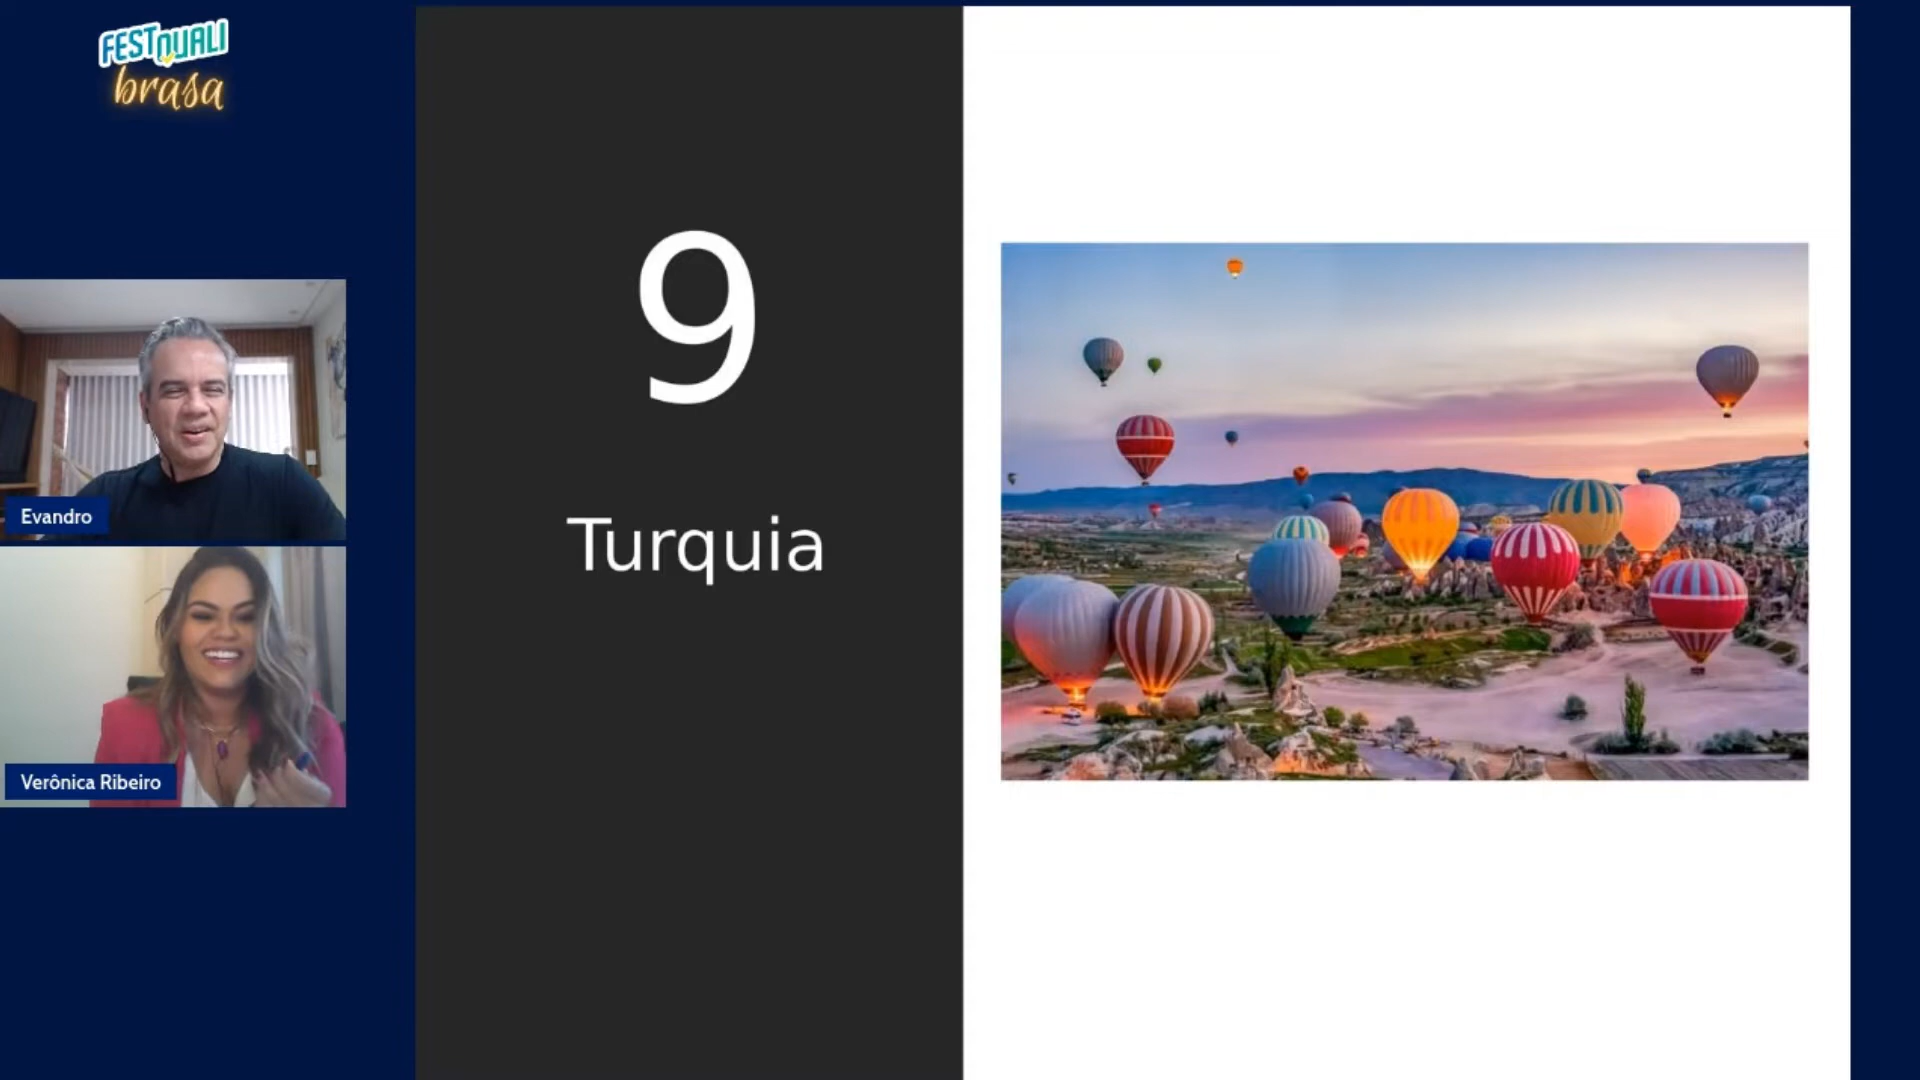 FESTQUALI
brasa
9
Turquia
Evandro
Verônica Ribeiro